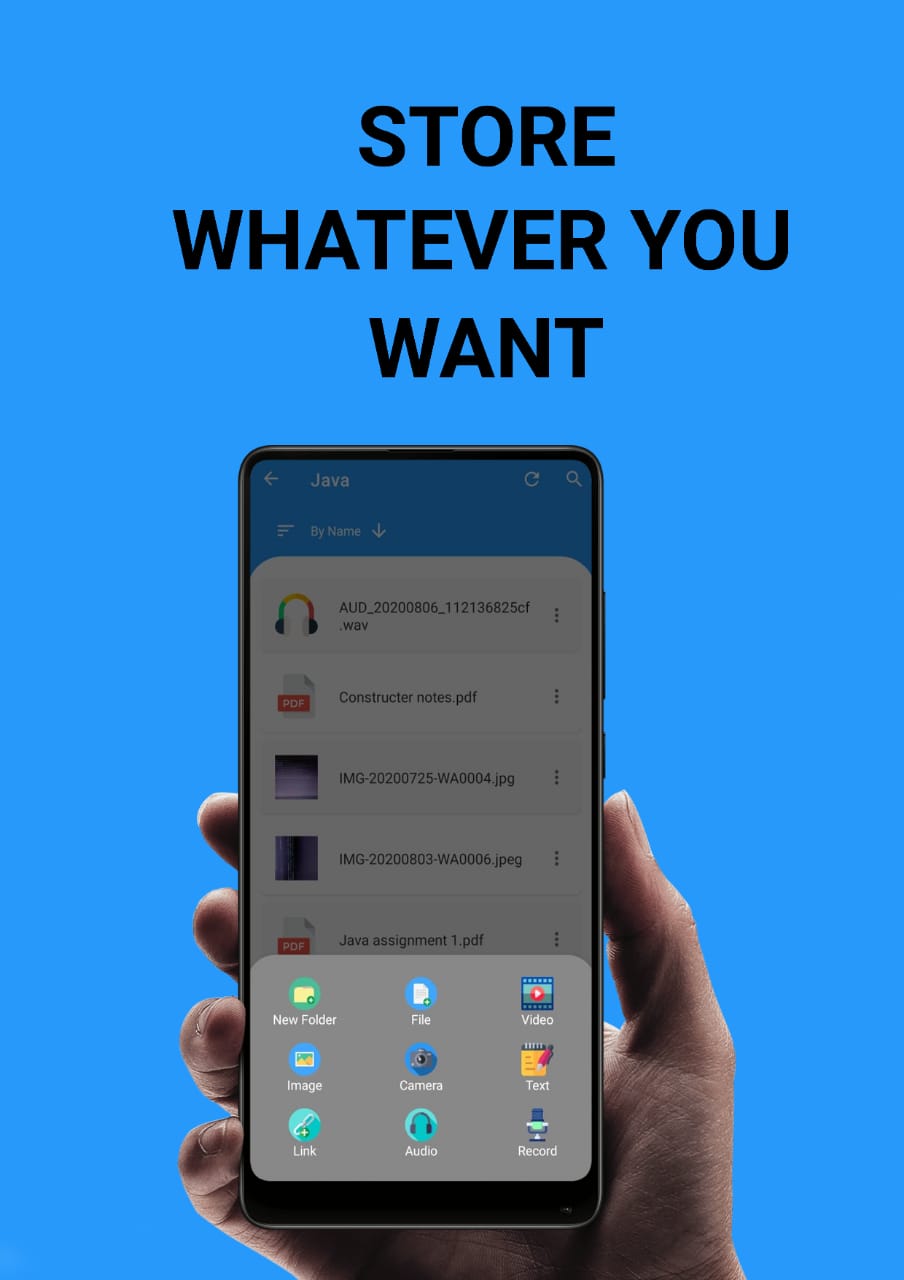 STORE
WHATEVER YOU
WANT
Java
By Name
AUD_20200806_112136825cf
.wav
PDF
Constructer notes.pdf
IMG-20200725-WA0004.jpg
IMG-20200803-WA0006.jpeg
PDF
Java assignment 1.pdf
New Folder
File
Video
Image
Camera
Text
Link
Audio
Record